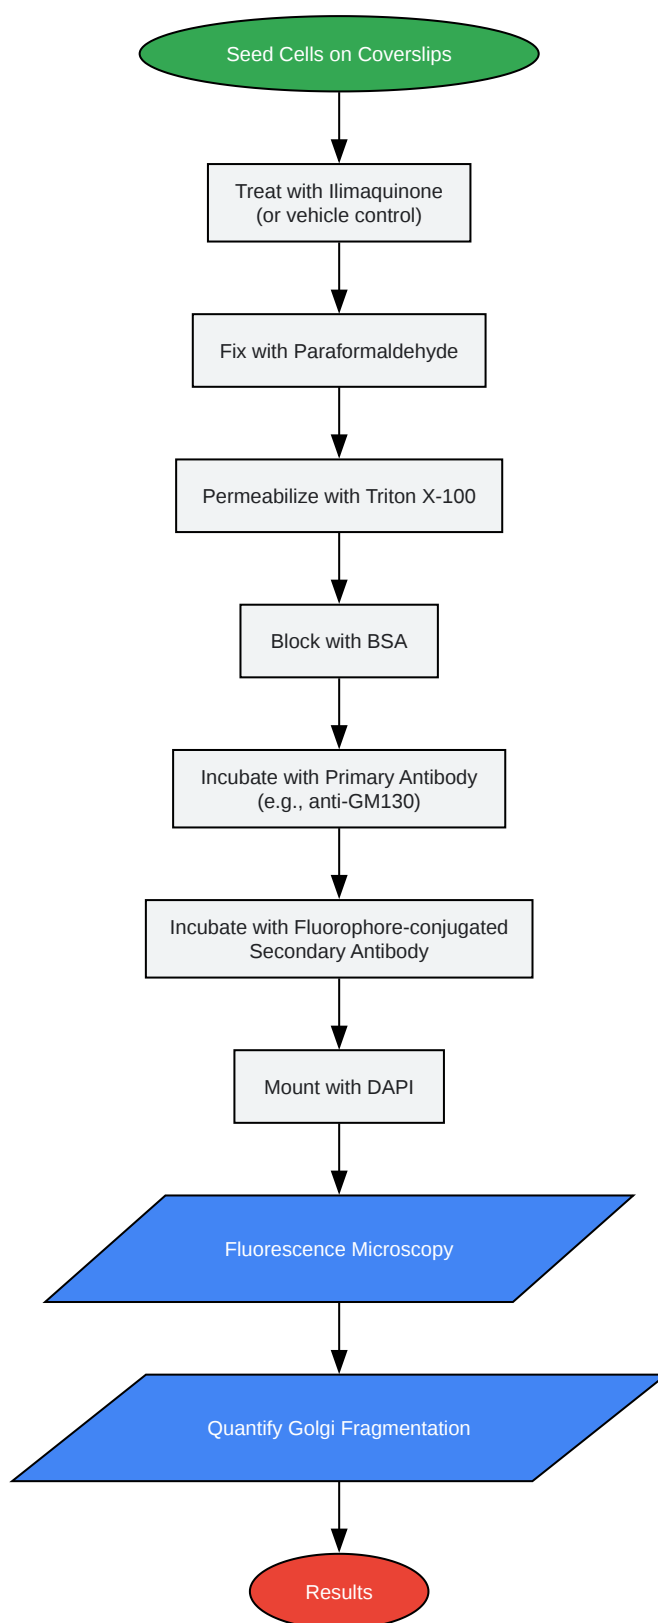 Seed Cells on Coverslips
Treat with Ilimaquinone
(or vehicle control)
Fix with Paraformaldehyde
Permeabilize with Triton X-100
Block with BSA
Incubate with Primary Antibody
(e.g., anti-GM130)
Incubate with Fluorophore-conjugated
Secondary Antibody
Mount with DAPI
Fluorescence Microscopy
Quantify Golgi Fragmentation
Results